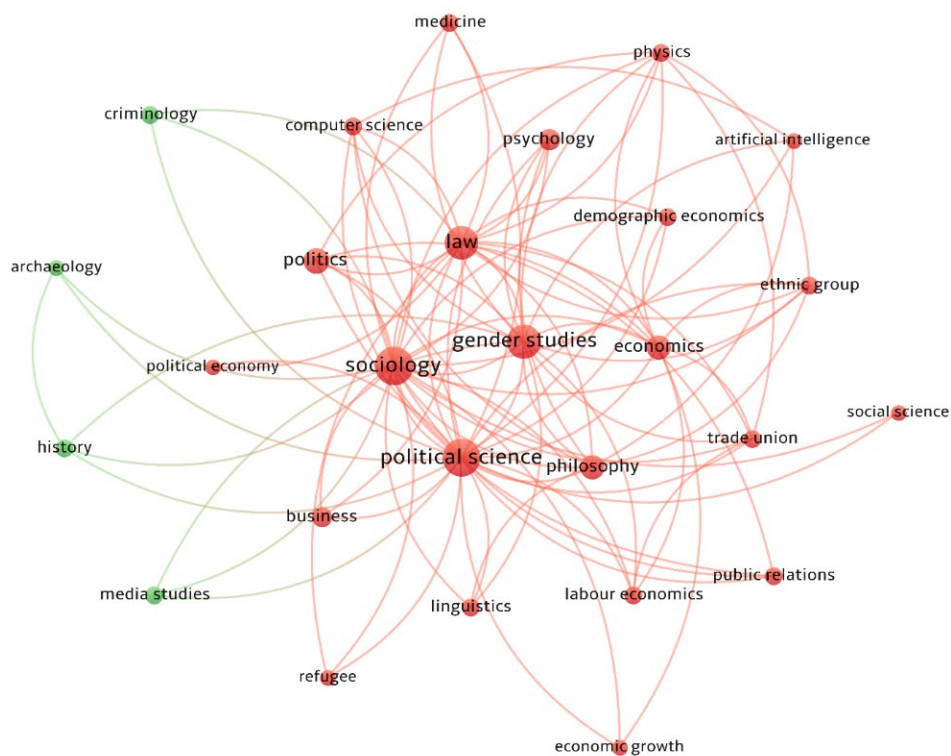 medicine
physics
criminology
computer science
psychology
artificial intelligence
demographic economics
law
politics
archaeology
ethnic group
gender studies
economics
sociology
political economy
social science
trade union
history
political science
philosophy
business
public relations
media studies
labour economics
linguistics
refugee
economic growth